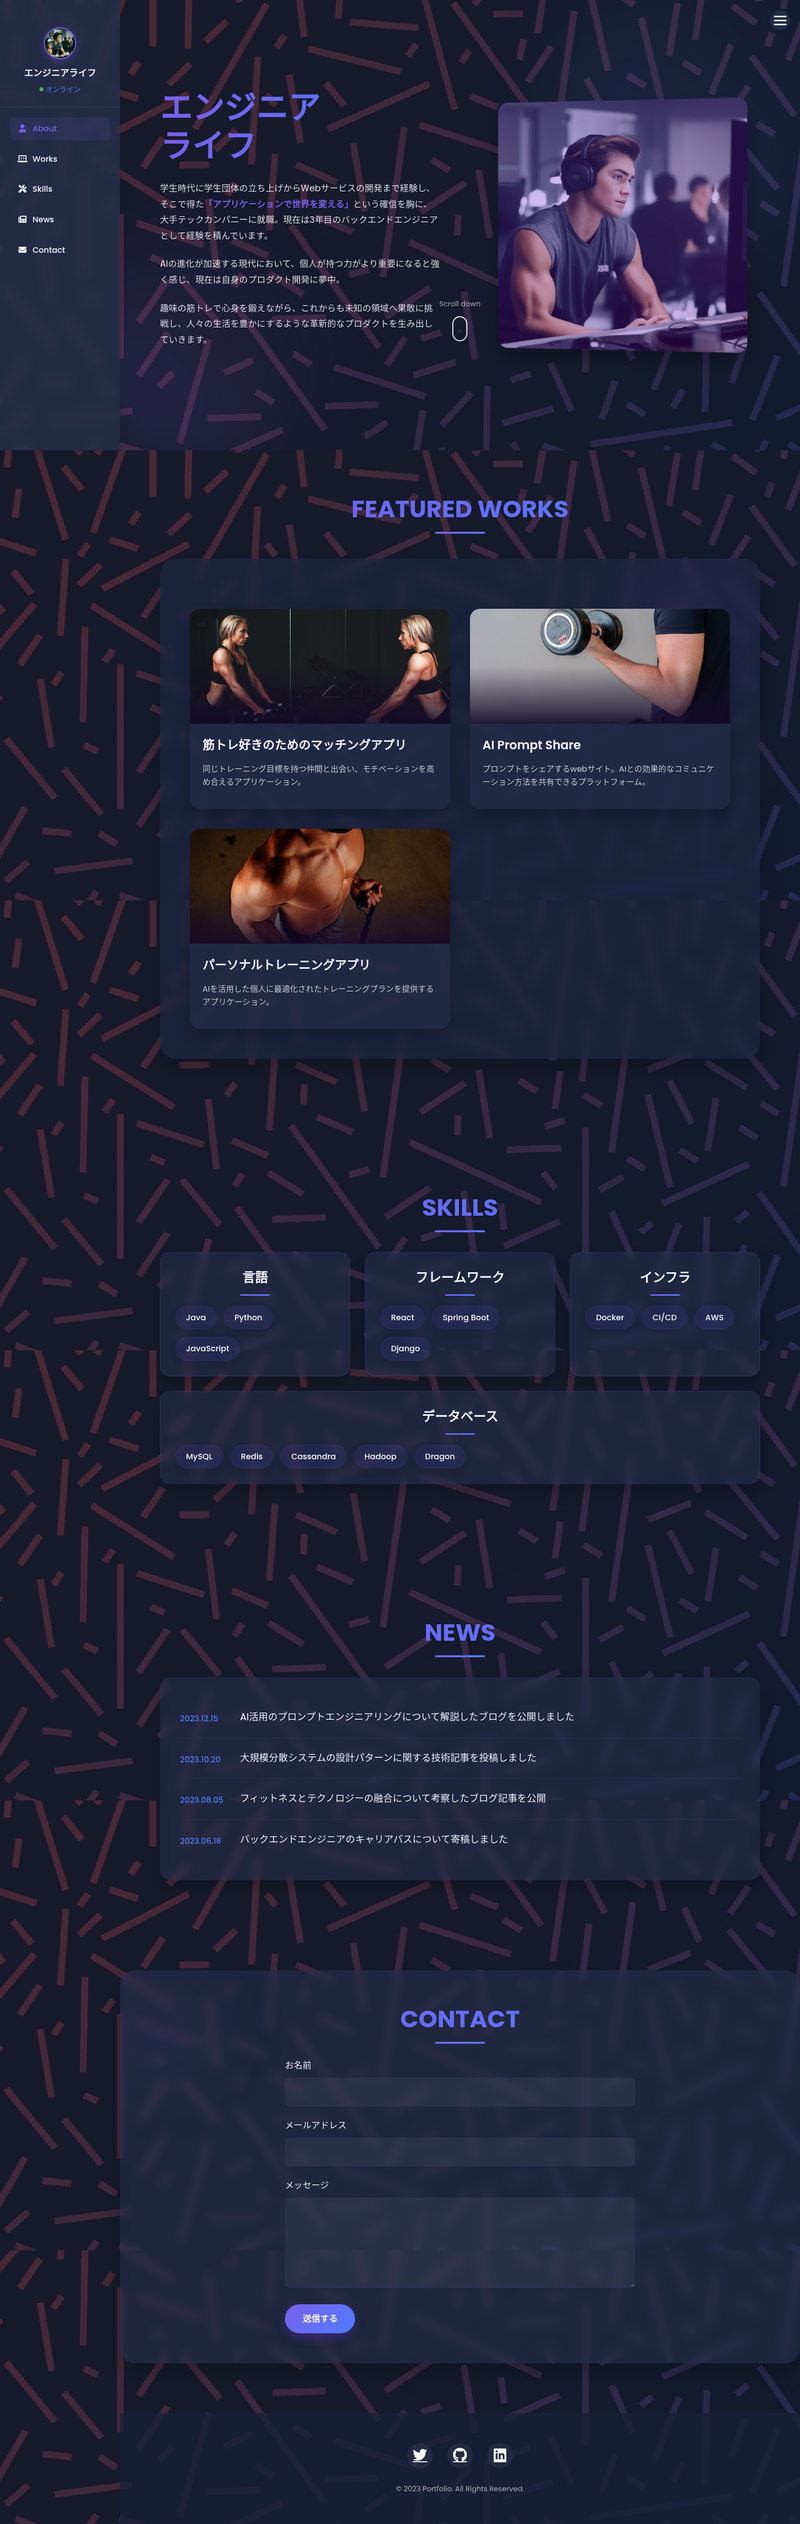 エンジニアライフ
オンライン
About
Works
Skills
News
Contact
エンジニア
ライフ
学生時代に学生団体の立ち上げからWebサービスの開発まで経験し、
そこで得た「アプリケーションで世界を変える」という確信を胸に、
大手テックカンパニーに就職。現在は3年目のバックエンドエンジニア
として経験を積んでいます。
AIの進化が加速する現代において、個人が持つ力がより重要になると強
く感じ、現在は自身のプロダクト開発に夢中。
趣味の筋トレで心身を鍛えながら、これからも未知の領域へ果敢に挑
戦し、人々の生活を豊かにするような革新的なプロダクトを生み出し
ていきます。
Scroll down
FEATURED WORKS
筋トレ好きのためのマッチングアプリ
同じトレーニング目標を持つ仲間と出会い、モチベーションを高
め合えるアプリケーション。
AI Prompt Share
プロンプトをシェアするwebサイト。AIとの効果的なコミュニケ
ーション方法を共有できるプラットフォーム。
パーソナルトレーニングアプリ
AIを活用した個人に最適化されたトレーニングプランを提供する
アプリケーション。
SKILLS
言語
Java Python
JavaScript
フレームワーク
React Spring Boot
Django
インフラ
Docker CI/CD AWS
データベース
MySQL Redis Cassandra Hadoop Dragon
NEWS
2023.12.15 AI活用のプロンプトエンジニアリングについて解説したブログを公開しました
2023.10.20 大規模分散システムの設計パターンに関する技術記事を投稿しました
2023.08.05 フィットネスとテクノロジーの融合について考察したブログ記事を公開
2023.06.18 バックエンドエンジニアのキャリアパスについて寄稿しました
CONTACT
お名前
メールアドレス
メッセージ
送信する
© 2023 Portfolio. All Rights Reserved.